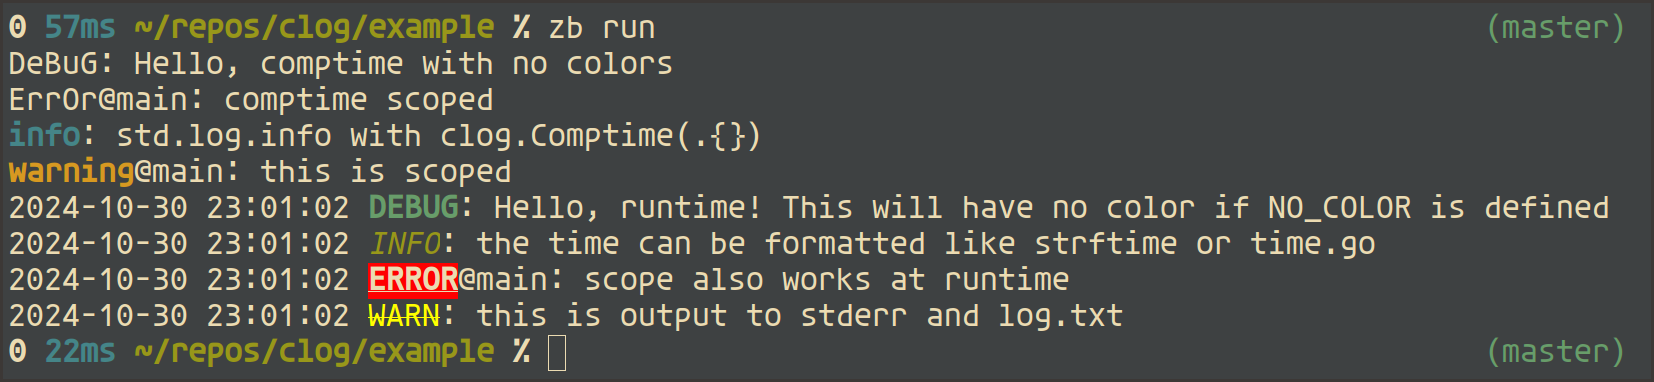 0 57ms ~/repos/clog/example % zb run (master)
DeBuG: Hello, comptime with no colors
ErrOr@main: comptime scoped
info: std.log.info with clog.Comptime(.{})
warning@main: this is scoped
2024-10-30 23:01:02 DEBUG: Hello, runtime! This will have no color if NO_COLOR is defined
2024-10-30 23:01:02 INFO: the time can be formatted like strftime or time.go
2024-10-30 23:01:02 ERROR@main: scope also works at runtime
2024-10-30 23:01:02 WARN: this is output to stderr and log.txt
0 22ms ~/repos/clog/example % (master)